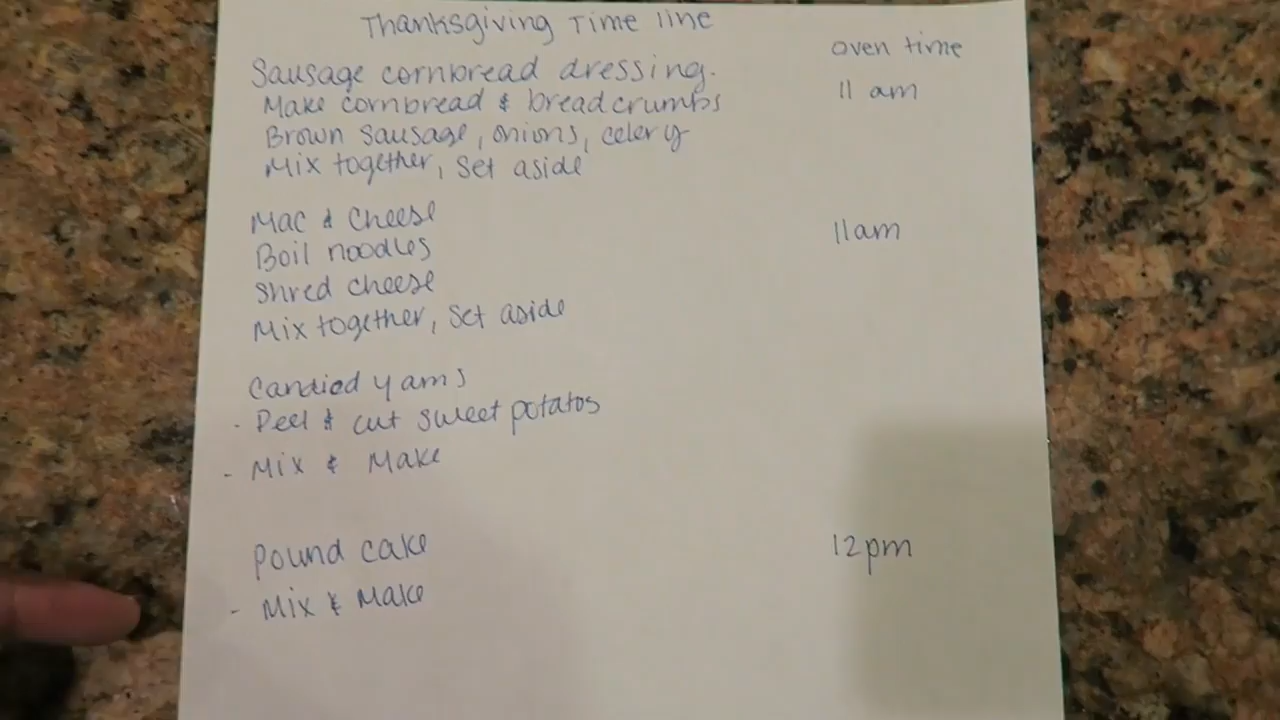 Thanksgiving Time line
oven time
Sausage cornbread dressing.
11 am
Make cornbread & breadcrumbs
Brown sausage, onions, celery
Mix together, set aside
Mac & cheese
11am
Boil noodles
Shred cheese
Mix together, set aside
Candied yams
- Peel & cut sweet potatos
- Mix & Make
Pound cake
12pm
- Mix & Make